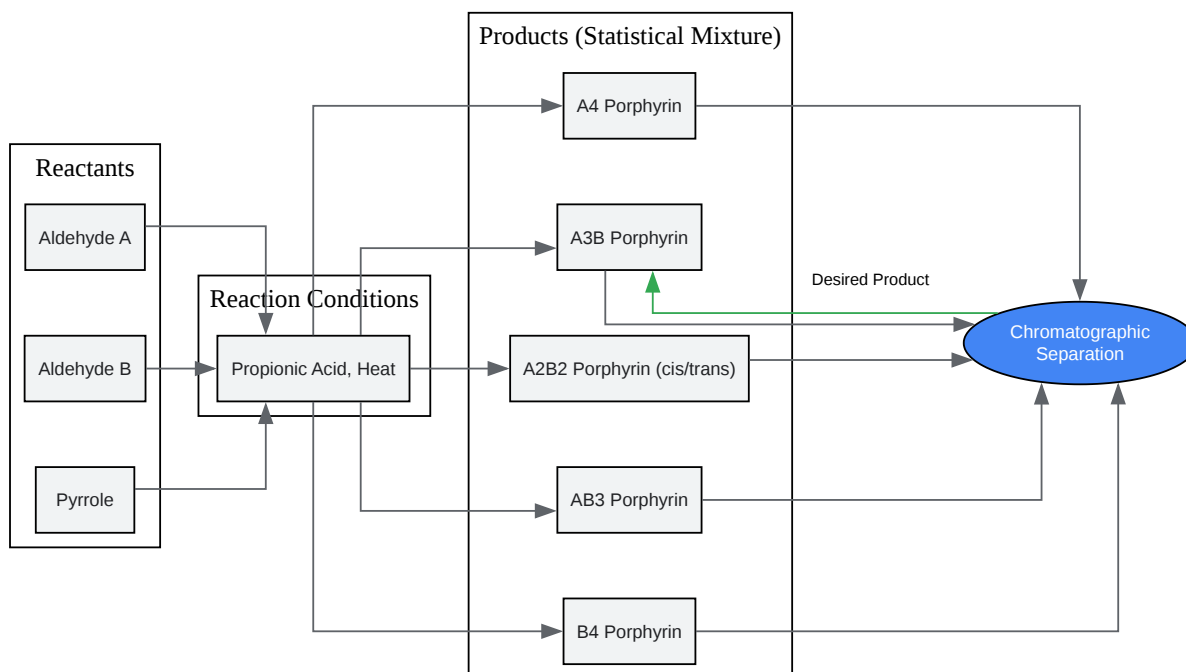 Products (Statistical Mixture)
A4 Porphyrin
Reactants
Aldehyde A
A3B Porphyrin
Desired Product
Reaction Conditions
Chromatographic
Separation
Aldehyde B
Propionic Acid, Heat
A2B2 Porphyrin (cis/trans)
Pyrrole
AB3 Porphyrin
B4 Porphyrin